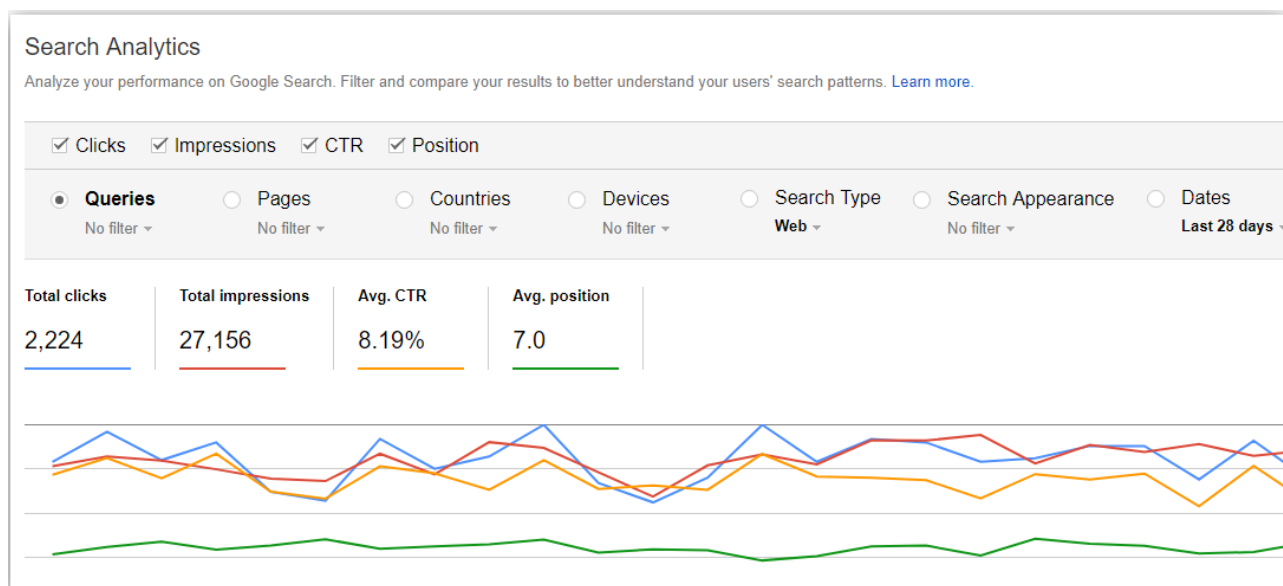 Search Analytics
Analyze your performance on Google Search. Filter and compare your results to better understand your users' search patterns. Learn more.
Clicks Impressions CTR Position
Queries Pages Countries Devices Search Type Search Appearance Dates
No filter No filter No filter No filter Web No filter Last 28 days
Total clicks Total impressions Avg. CTR Avg. position
2,224 27,156 8.19% 7.0